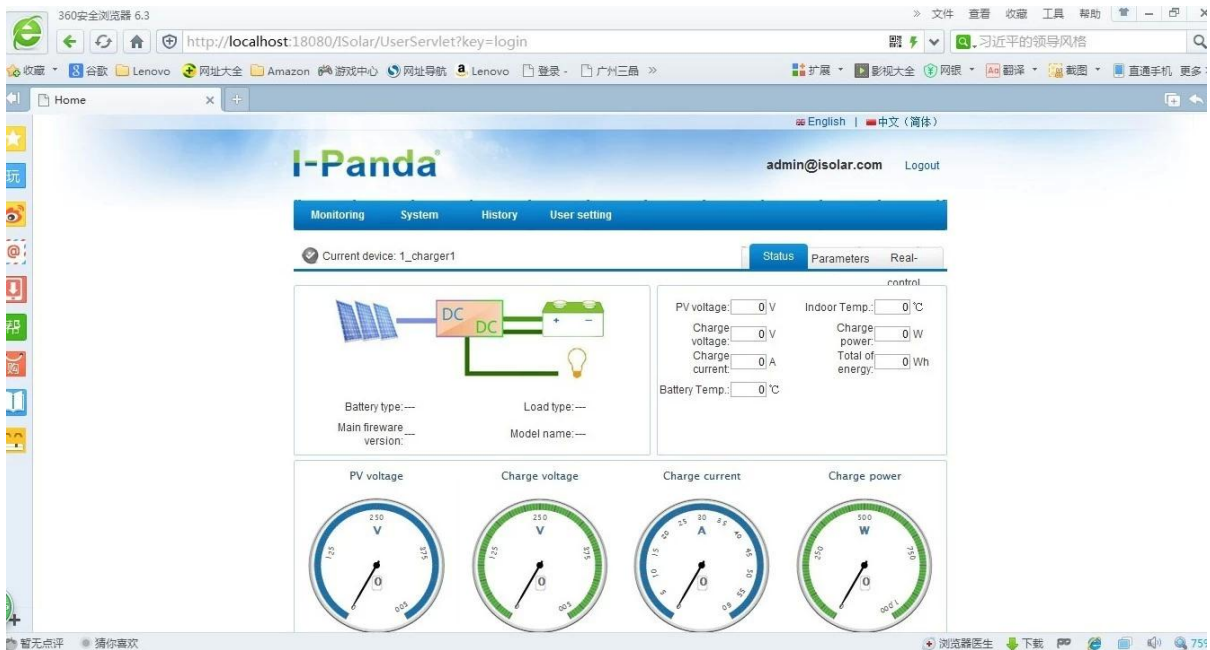 360安全浏览器 6.3
» 文件 查看 收藏 工具 帮助
http://localhost:18080/ISolar/UserServlet?key=login
习近平的领导风格
收藏 谷歌 Lenovo 网址大全 Amazon 游戏中心 网址导航 Lenovo 登录 - 广州三晶 »
扩展 影视大全 网银 翻译 截图 直通手机 更多
Home
English | 中文（简体）
I-Panda
admin@isolar.com Logout
Monitoring System History User setting
Current device: 1_charger1
Status Parameters Real-
control
DC
DC
+ -
PV voltage: 0 V Indoor Temp.: 0 ℃
Charge voltage: 0 V Charge power: 0 W
Charge current: 0 A Total of energy: 0 Wh
Battery Temp.: 0 ℃
Battery type:--- Load type:---
Main fireware version:--- Model name:---
PV voltage Charge voltage Charge current Charge power
125 250 375 500 V 0
125 250 375 500 V 0
5 10 15 20 25 30 35 40 45 50 55 60 A 0
250 500 750 1000 W 0
玩
@
帮
购
暂无点评 猜你喜欢
浏览器医生 下载
75%